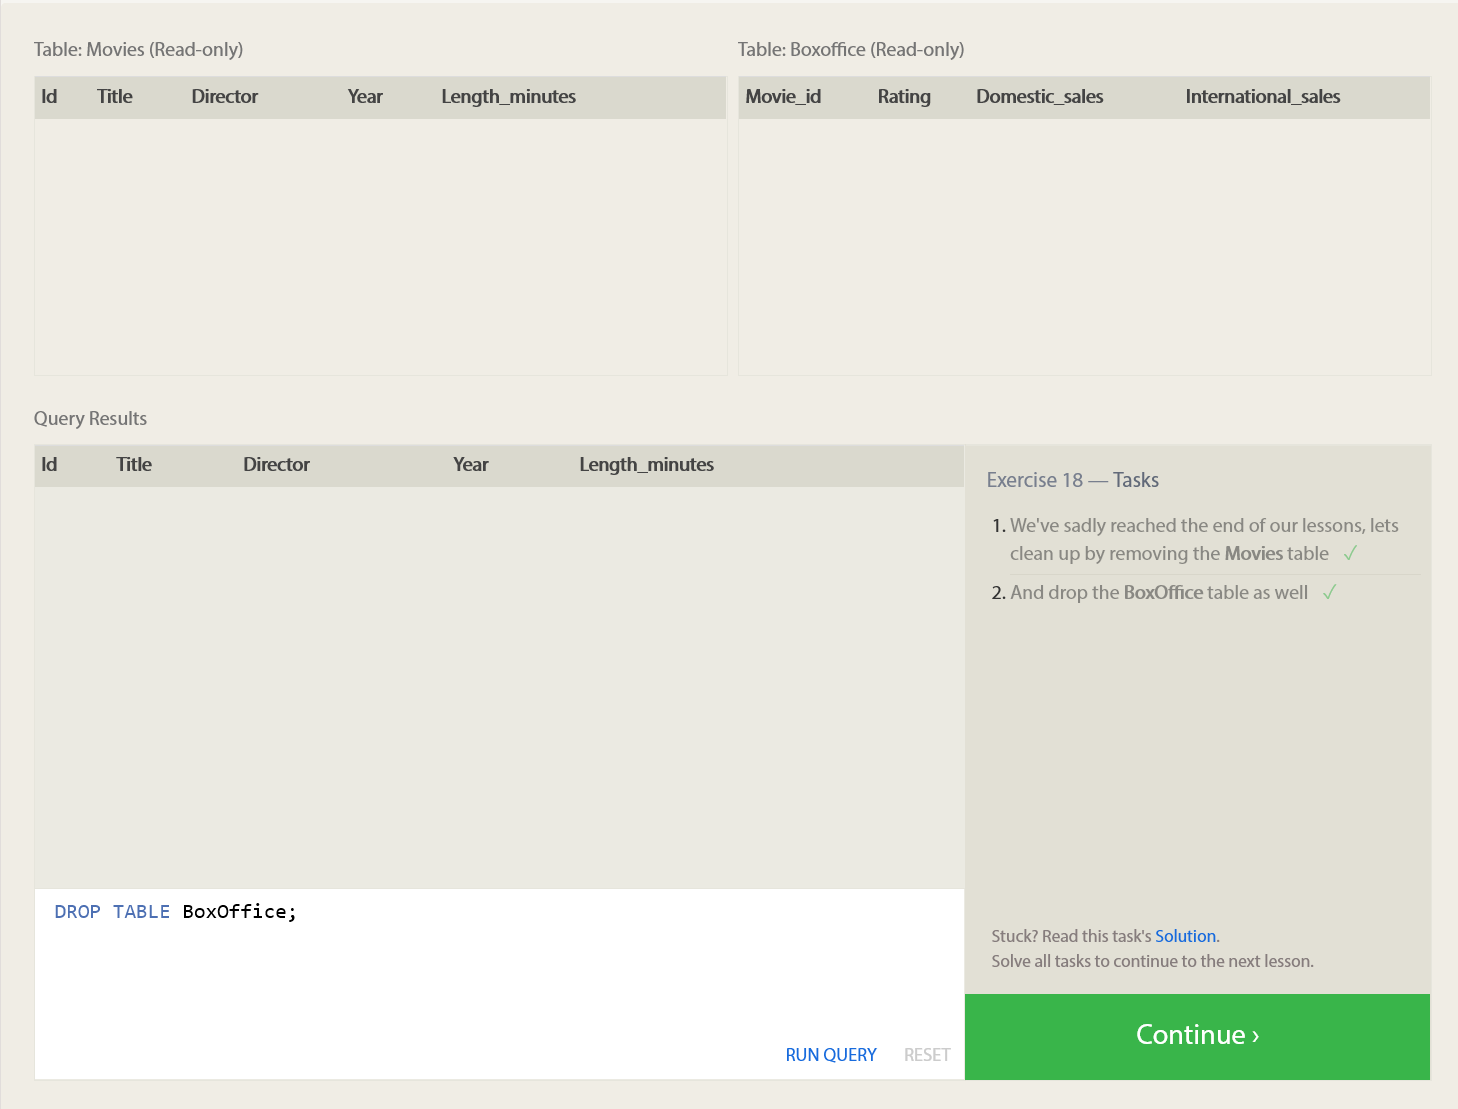 Table: Movies (Read-only)
Id Title Director Year Length_minutes
Table: Boxoffice (Read-only)
Movie_id Rating Domestic_sales International_sales
Query Results
Id Title Director Year Length_minutes
DROP TABLE BoxOffice;
RUN QUERY RESET
Exercise 18 — Tasks
1. We've sadly reached the end of our lessons, lets
clean up by removing the Movies table ✓
2. And drop the BoxOffice table as well ✓
Stuck? Read this task's Solution.
Solve all tasks to continue to the next lesson.
Continue ›